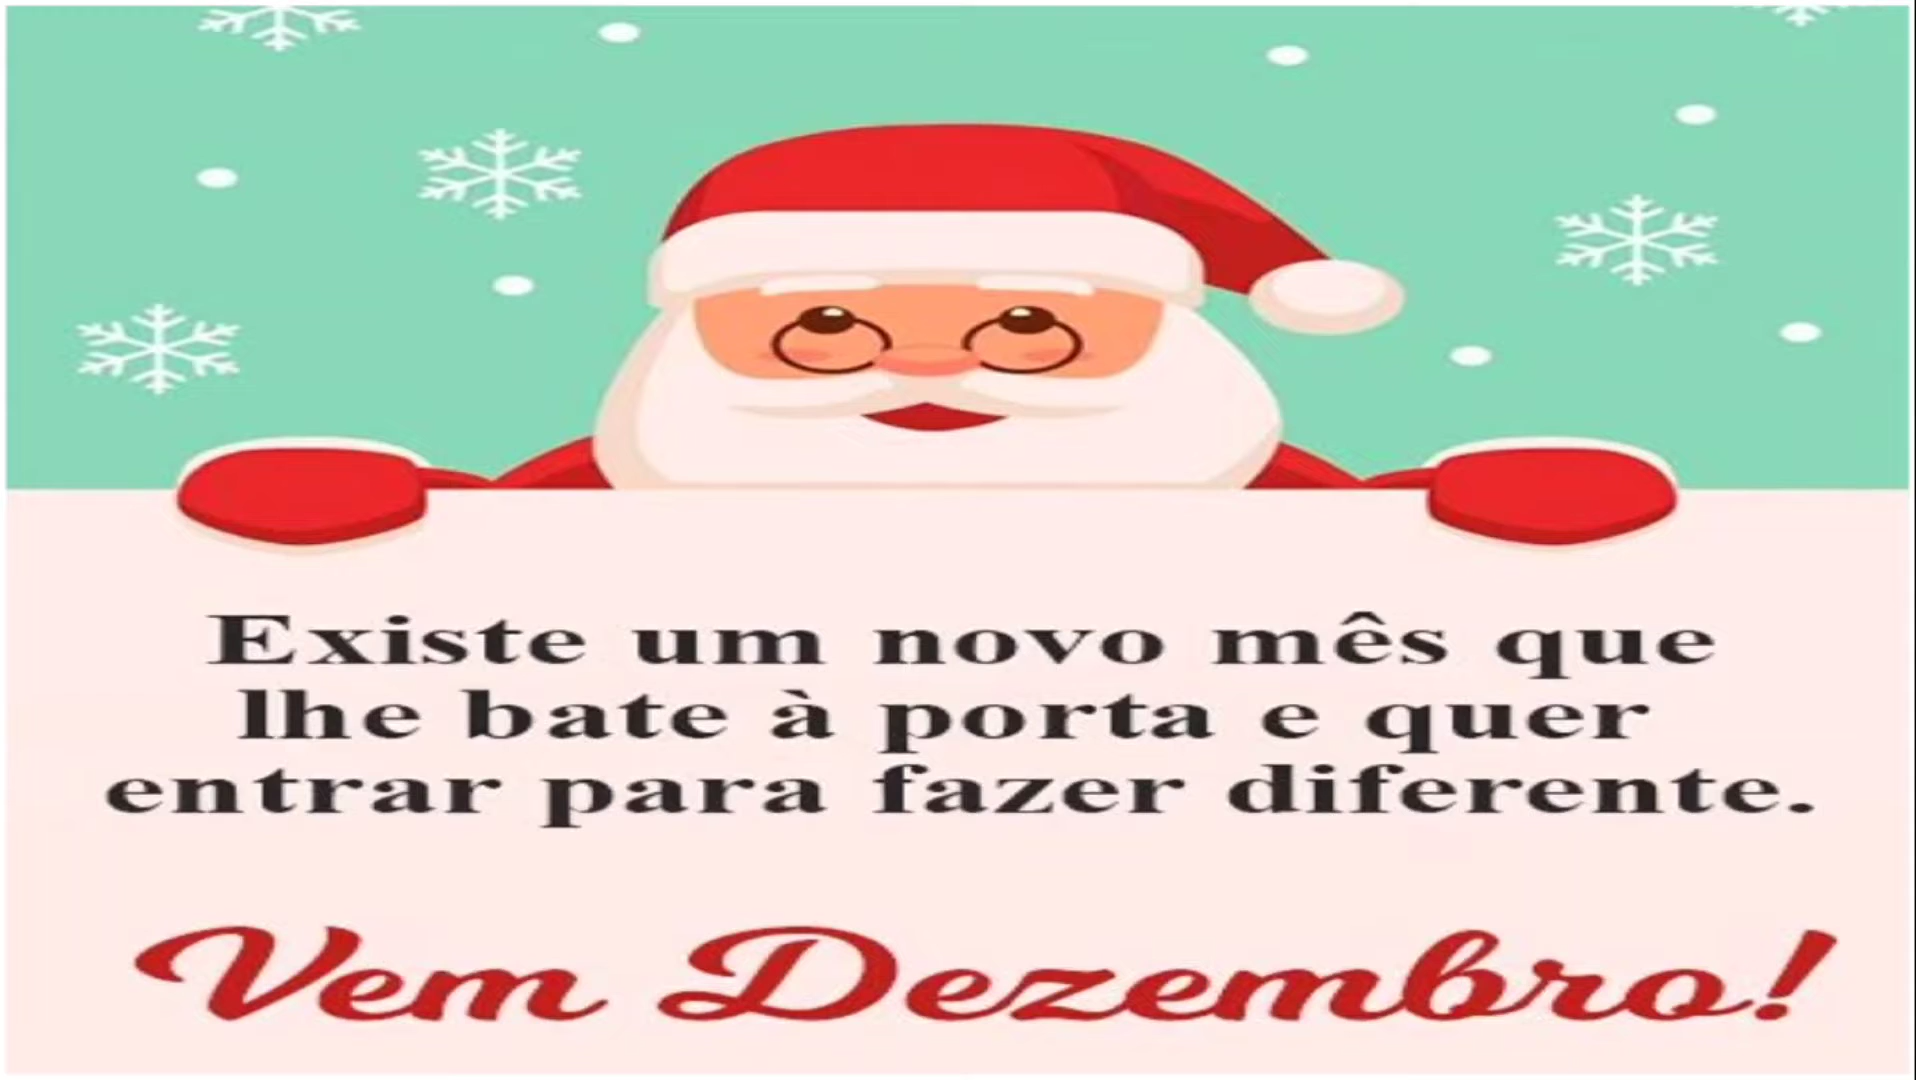 Existe um novo mês que
lhe bate à porta e quer
entrar para fazer diferente.
Vem Dezembro!